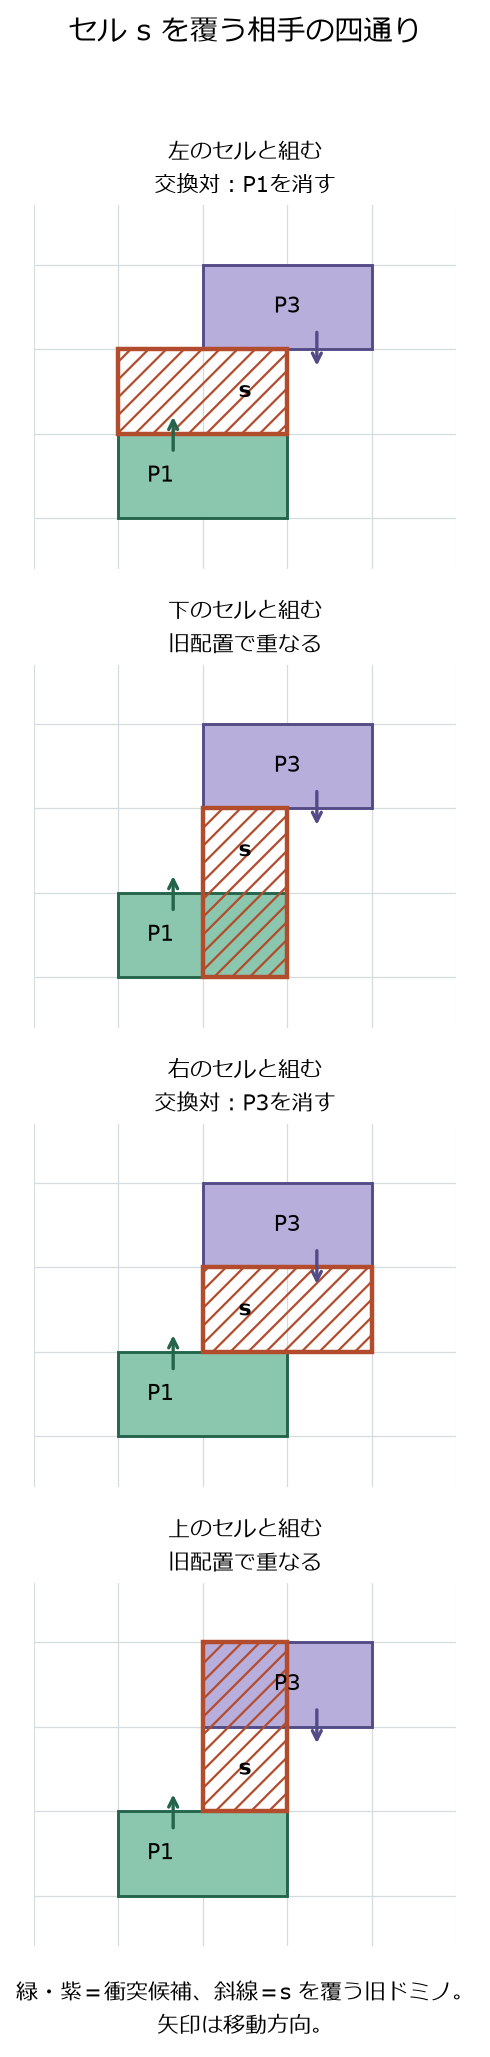 セル s を覆う相手の四通り
左のセルと組む
交換対：P1を消す
P3
s
P1
下のセルと組む
旧配置で重なる
P3
s
P1
右のセルと組む
交換対：P3を消す
P3
s
P1
上のセルと組む
旧配置で重なる
P3
s
P1
緑・紫＝衝突候補、斜線＝s を覆う旧ドミノ。
矢印は移動方向。